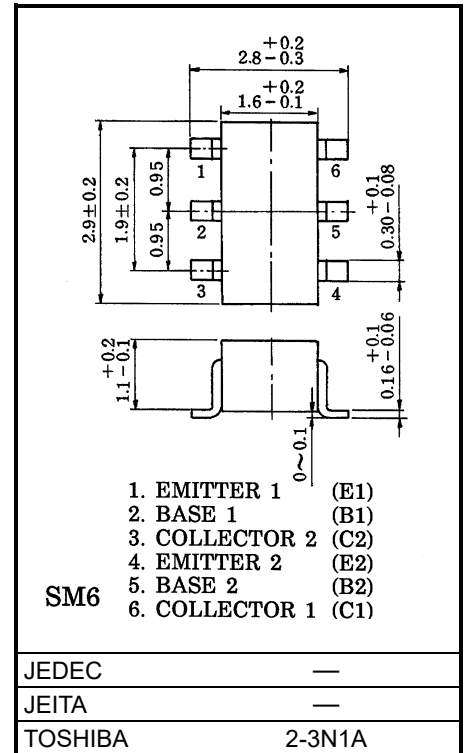 +0.2
2.8−0.3
+0.2
1.6−0.1
1
6
2
5
3
4
2.9±0.2
1.9±0.2
0.95
0.95
+0.1
0.30−0.08
+0.2
1.1−0.1
+0.1
0.16−0.06
0~0.1
1. EMITTER 1 (E1)
2. BASE 1 (B1)
3. COLLECTOR 2 (C2)
4. EMITTER 2 (E2)
5. BASE 2 (B2)
6. COLLECTOR 1 (C1)
SM6
JEDEC —
JEITA —
TOSHIBA 2-3N1A